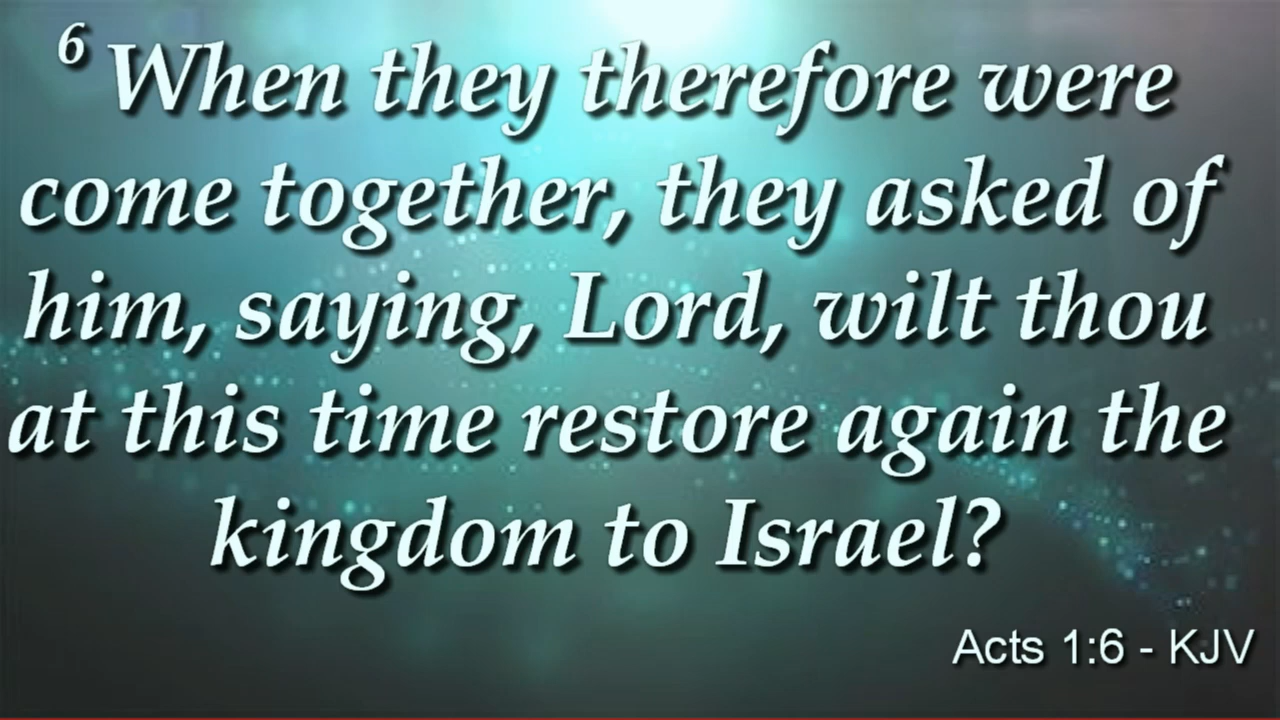 6 When they therefore were
come together, they asked of
him, saying, Lord, wilt thou
at this time restore again the
kingdom to Israel?
Acts 1:6 - KJV